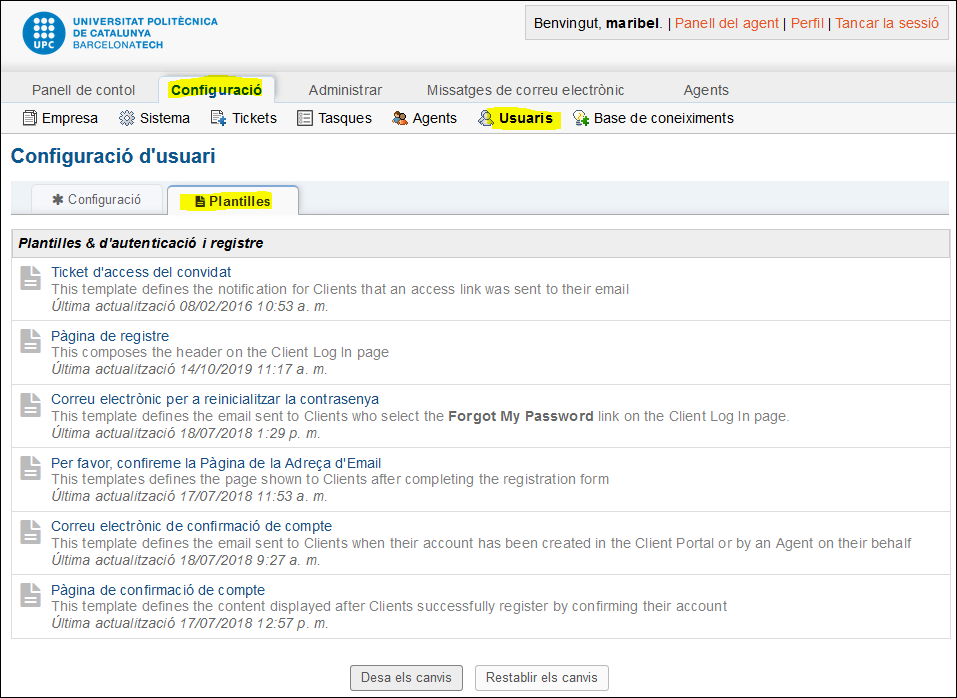 UPC
UNIVERSITAT POLITÈCNICA
DE CATALUNYA
BARCELONATECH
Benvingut, maribel. | Panell del agent | Perfil | Tancar la sessió
Panell de contol Configuració Administrar Missatges de correu electrònic Agents
Empresa Sistema Tickets Tasques Agents Usuaris Base de coneiximents
Configuració d'usuari
Configuració Plantilles
Plantilles & d'autenticació i registre
Ticket d'access del convidat
This template defines the notification for Clients that an access link was sent to their email
Última actualització 08/02/2016 10:53 a. m.
Pàgina de registre
This composes the header on the Client Log In page
Última actualització 14/10/2019 11:17 a. m.
Correu electrònic per a reinicialitzar la contrasenya
This template defines the email sent to Clients who select the Forgot My Password link on the Client Log In page.
Última actualització 18/07/2018 1:29 p. m.
Per favor, confireme la Pàgina de la Adreça d'Email
This templates defines the page shown to Clients after completing the registration form
Última actualització 17/07/2018 11:53 a. m.
Correu electrònic de confirmació de compte
This template defines the email sent to Clients when their account has been created in the Client Portal or by an Agent on their behalf
Última actualització 18/07/2018 9:27 a. m.
Pàgina de confirmació de compte
This template defines the content displayed after Clients successfully register by confirming their account
Última actualització 17/07/2018 12:57 p. m.
Desa els canvis Restablir els canvis